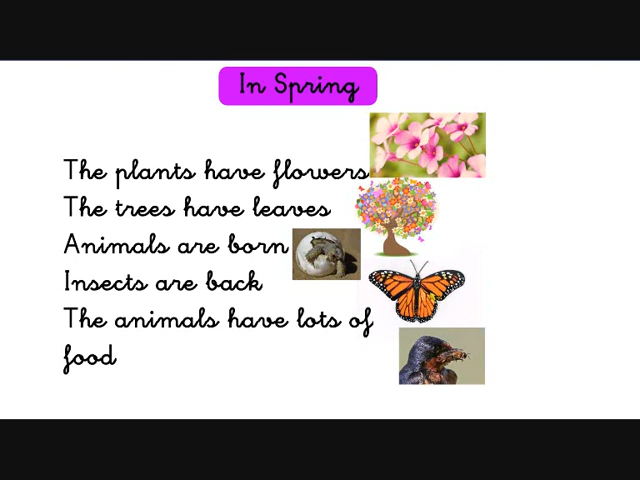 In Spring
The plants have flowers
The trees have leaves
Animals are born
Insects are back
The animals have lots of
food